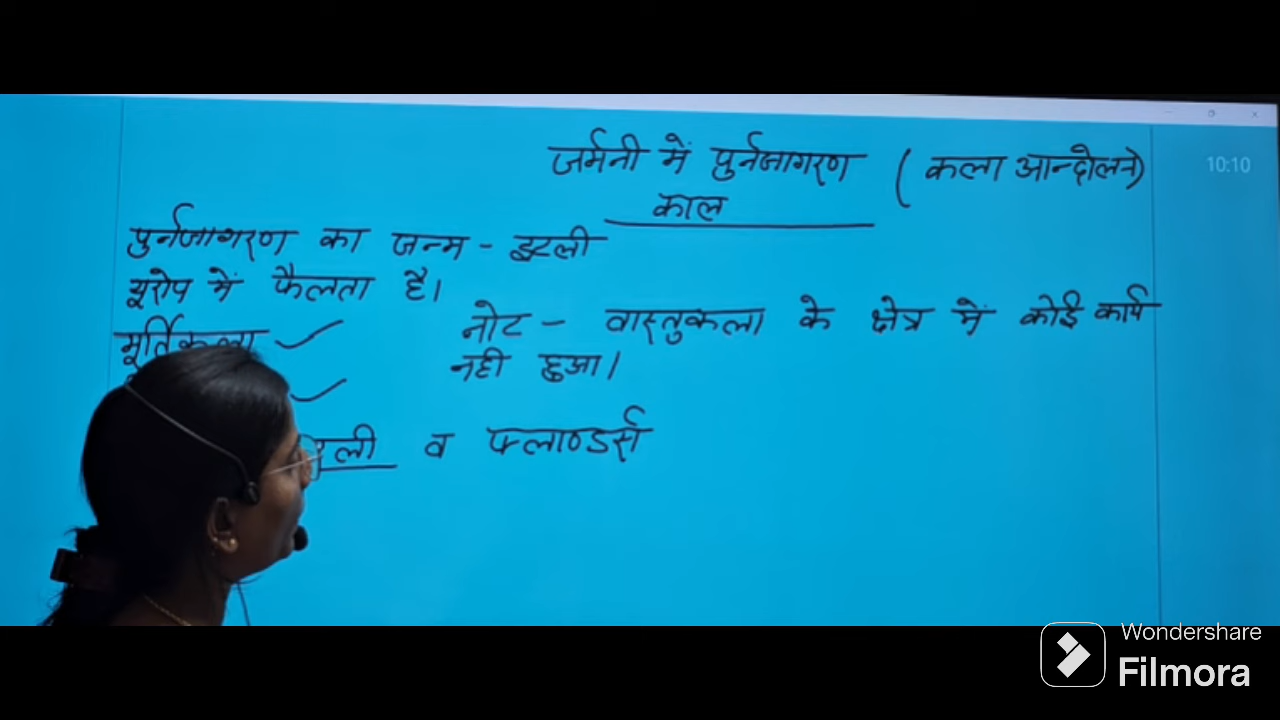 जर्मनी में पुर्नजागरण ( कला आन्दोलन)
काल
10:10
पुर्नजागरण का जन्म - इटली
यूरोप में फैलता है।
मूर्तिकला
नोट - वास्तुकला के क्षेत्र में कोई कार्य
नही हुआ।
व फ्लाण्डर्स
Wondershare
Filmora